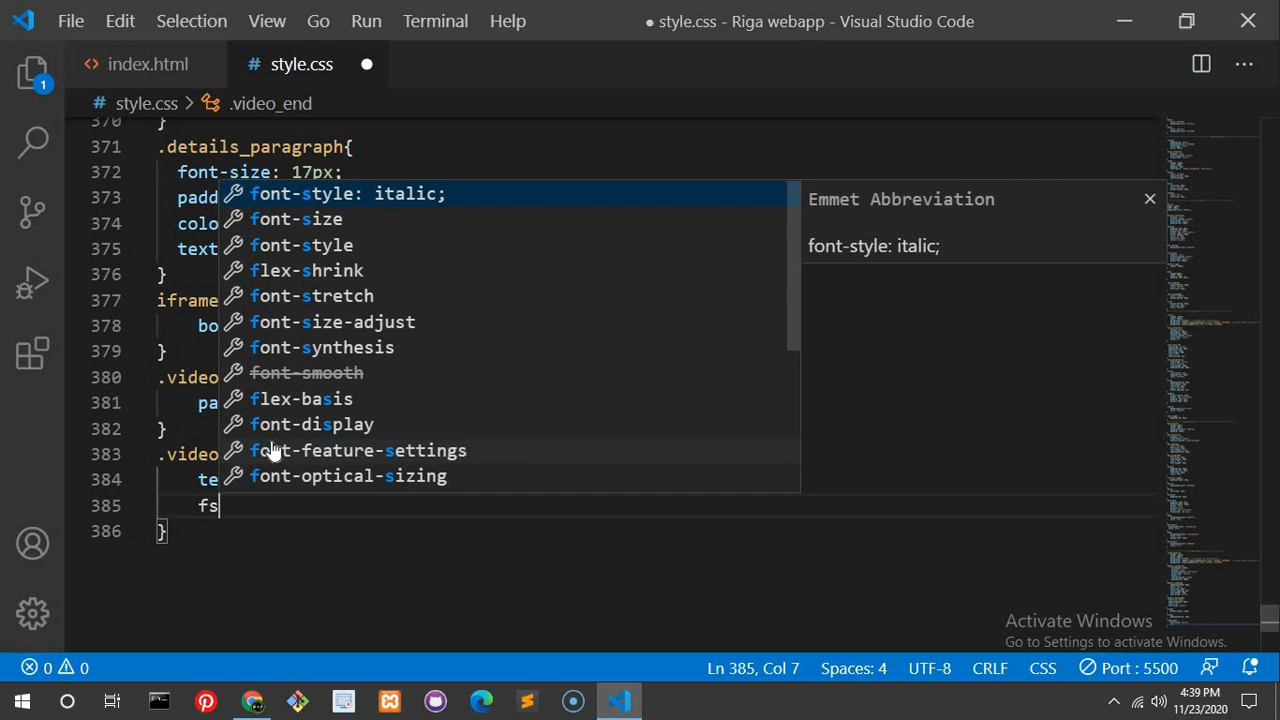 File Edit Selection View Go Run Terminal Help ● style.css - Riga webapp - Visual Studio Code
<> index.html # style.css ●
# style.css > .video_end
370 }
371 .details_paragraph{
372 font-size: 17px;
373 padd
374 colo
375 text
376 }
377 iframe
378 bo
379 }
380 .video
381 pa
382 }
383 .video
384 te
385 fs
386 }
font-style: italic;
font-size
font-style
flex-shrink
font-stretch
font-size-adjust
font-synthesis
font-smooth
flex-basis
font-display
font-feature-settings
font-optical-sizing
Emmet Abbreviation
font-style: italic;
1
Activate Windows
Go to Settings to activate Windows.
0 0 Ln 385, Col 7 Spaces: 4 UTF-8 CRLF CSS Port : 5500
4:39 PM
11/23/2020